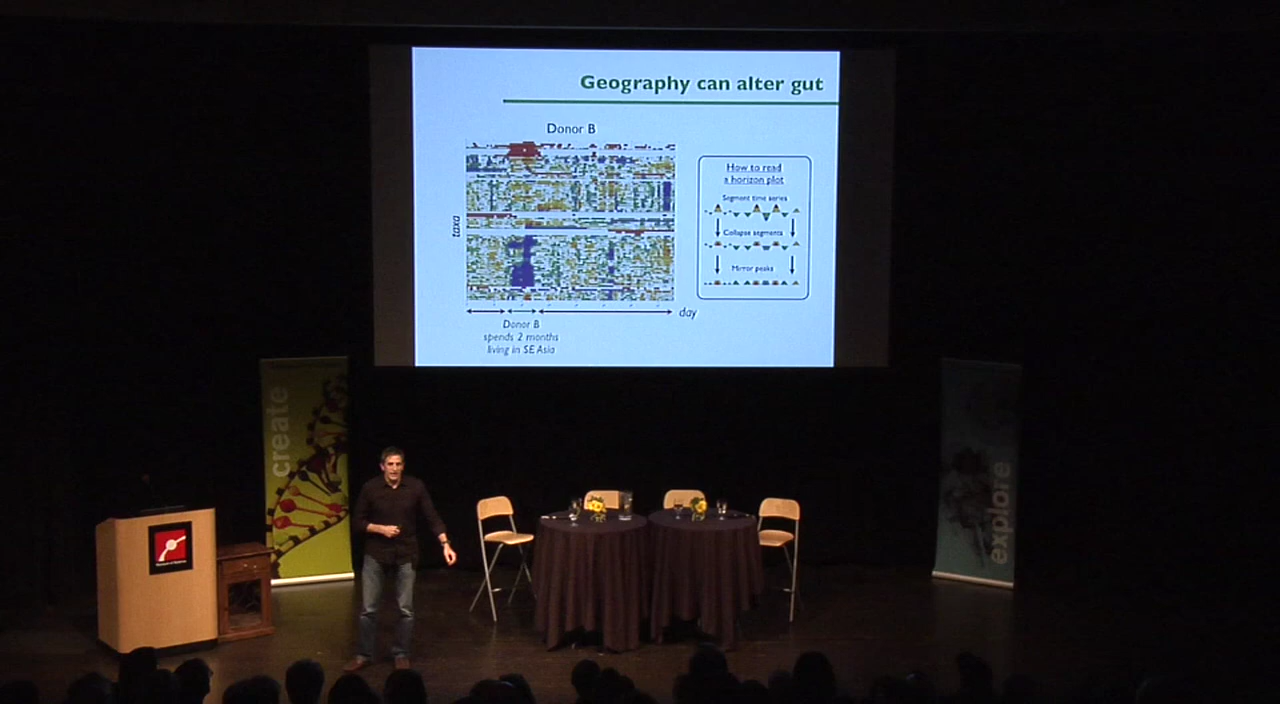 Geography can alter gut
Donor B
taxa
day
Donor B
spends 2 months
living in SE Asia
How to read
a horizon plot
Segment time series
Collapse segments
Mirror peaks
create
explore